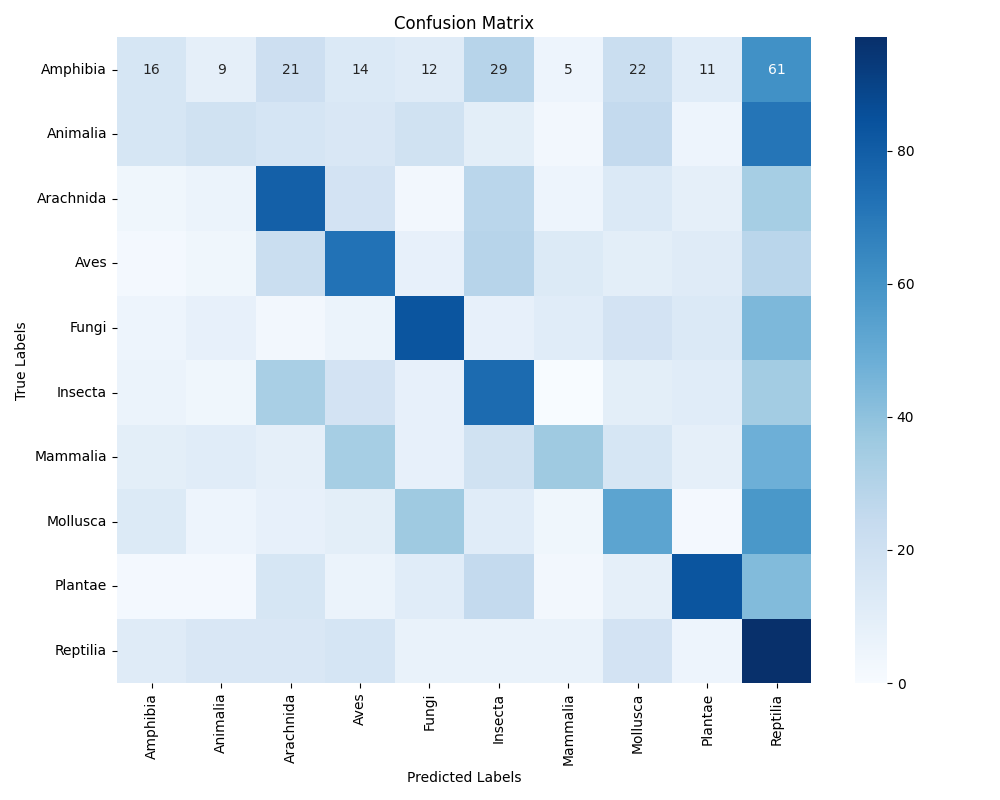 Confusion Matrix
Amphibia 16 9 21 14 12 29 5 22 11 61
Animalia
Arachnida
Aves
Fungi
Insecta
Mammalia
Mollusca
Plantae
Reptilia
True Labels
Amphibia Animalia Arachnida Aves Fungi Insecta Mammalia Mollusca Plantae Reptilia
Predicted Labels
80
60
40
20
0